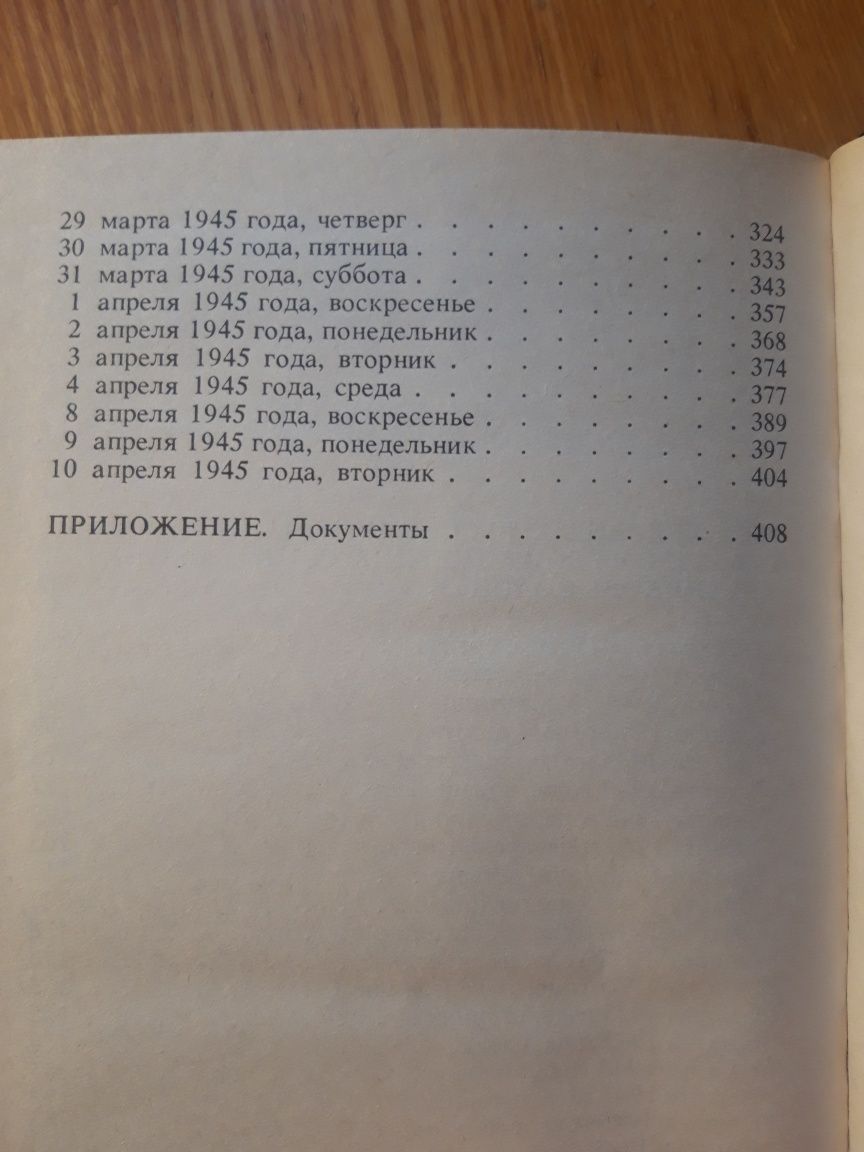 29 марта 1945 года, четверг . . . . . . . . . . 324
30 марта 1945 года, пятница . . . . . . . . . . 333
31 марта 1945 года, суббота . . . . . . . . . . 343
1 апреля 1945 года, воскресенье . . . . . . . . 357
2 апреля 1945 года, понедельник . . . . . . . . 368
3 апреля 1945 года, вторник . . . . . . . . . 374
4 апреля 1945 года, среда . . . . . . . . . . 377
8 апреля 1945 года, воскресенье . . . . . . . . 389
9 апреля 1945 года, понедельник . . . . . . . . 397
10 апреля 1945 года, вторник . . . . . . . . . 404
ПРИЛОЖЕНИЕ. Документы . . . . . . . . . 408